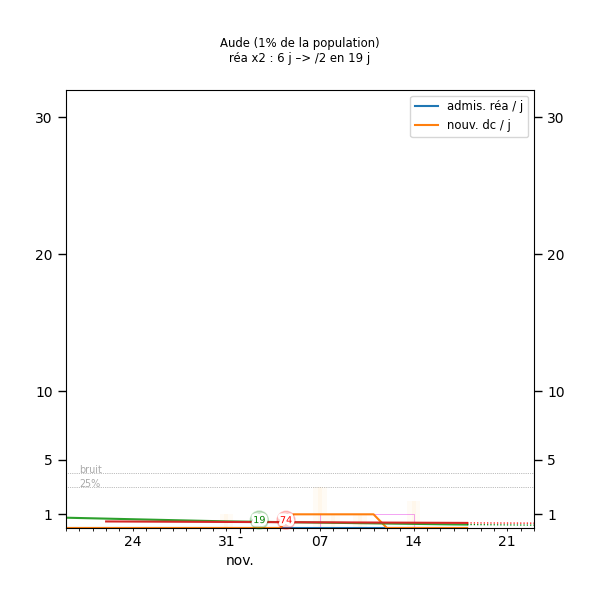 Aude (1% de la population)
réa x2 : 6 j –> /2 en 19 j
admis. réa / j
nouv. dc / j
30 30
20 20
10 10
5 5
bruit
25%
1 19 74 1
24 31 - 07 14 21
nov.